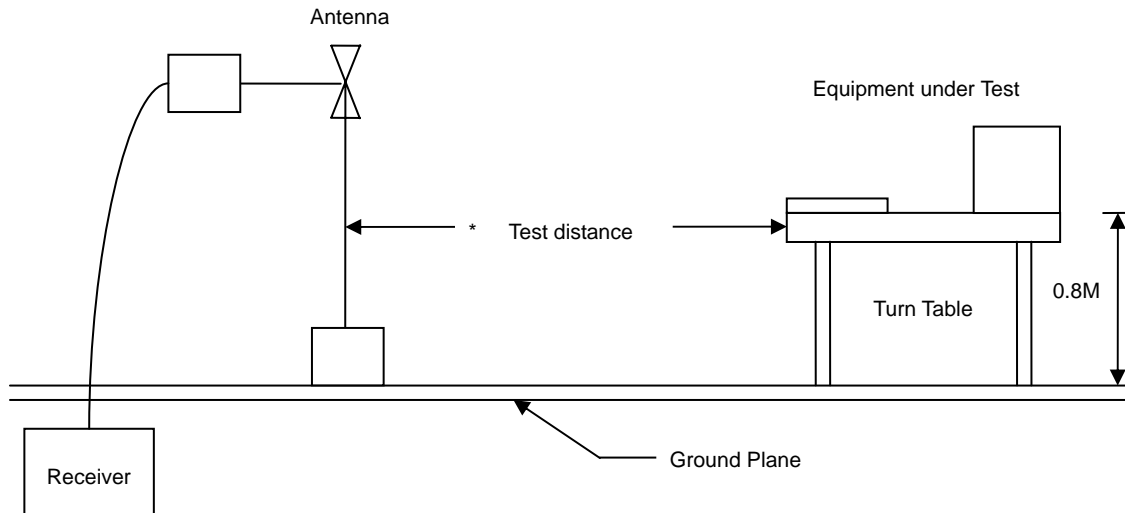 Antenna
Equipment under Test
* Test distance
Turn Table
0.8M
Ground Plane
Receiver